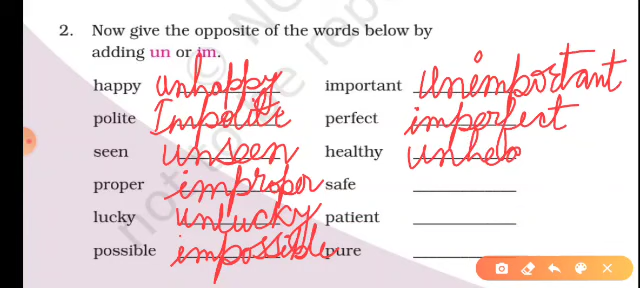 2. Now give the opposite of the words below by
adding un or im.
happy unhappy important unimportant
polite Impolite perfect imperfect
seen unseen healthy unhea
proper improper safe
lucky unlucky patient
possible impossible pure